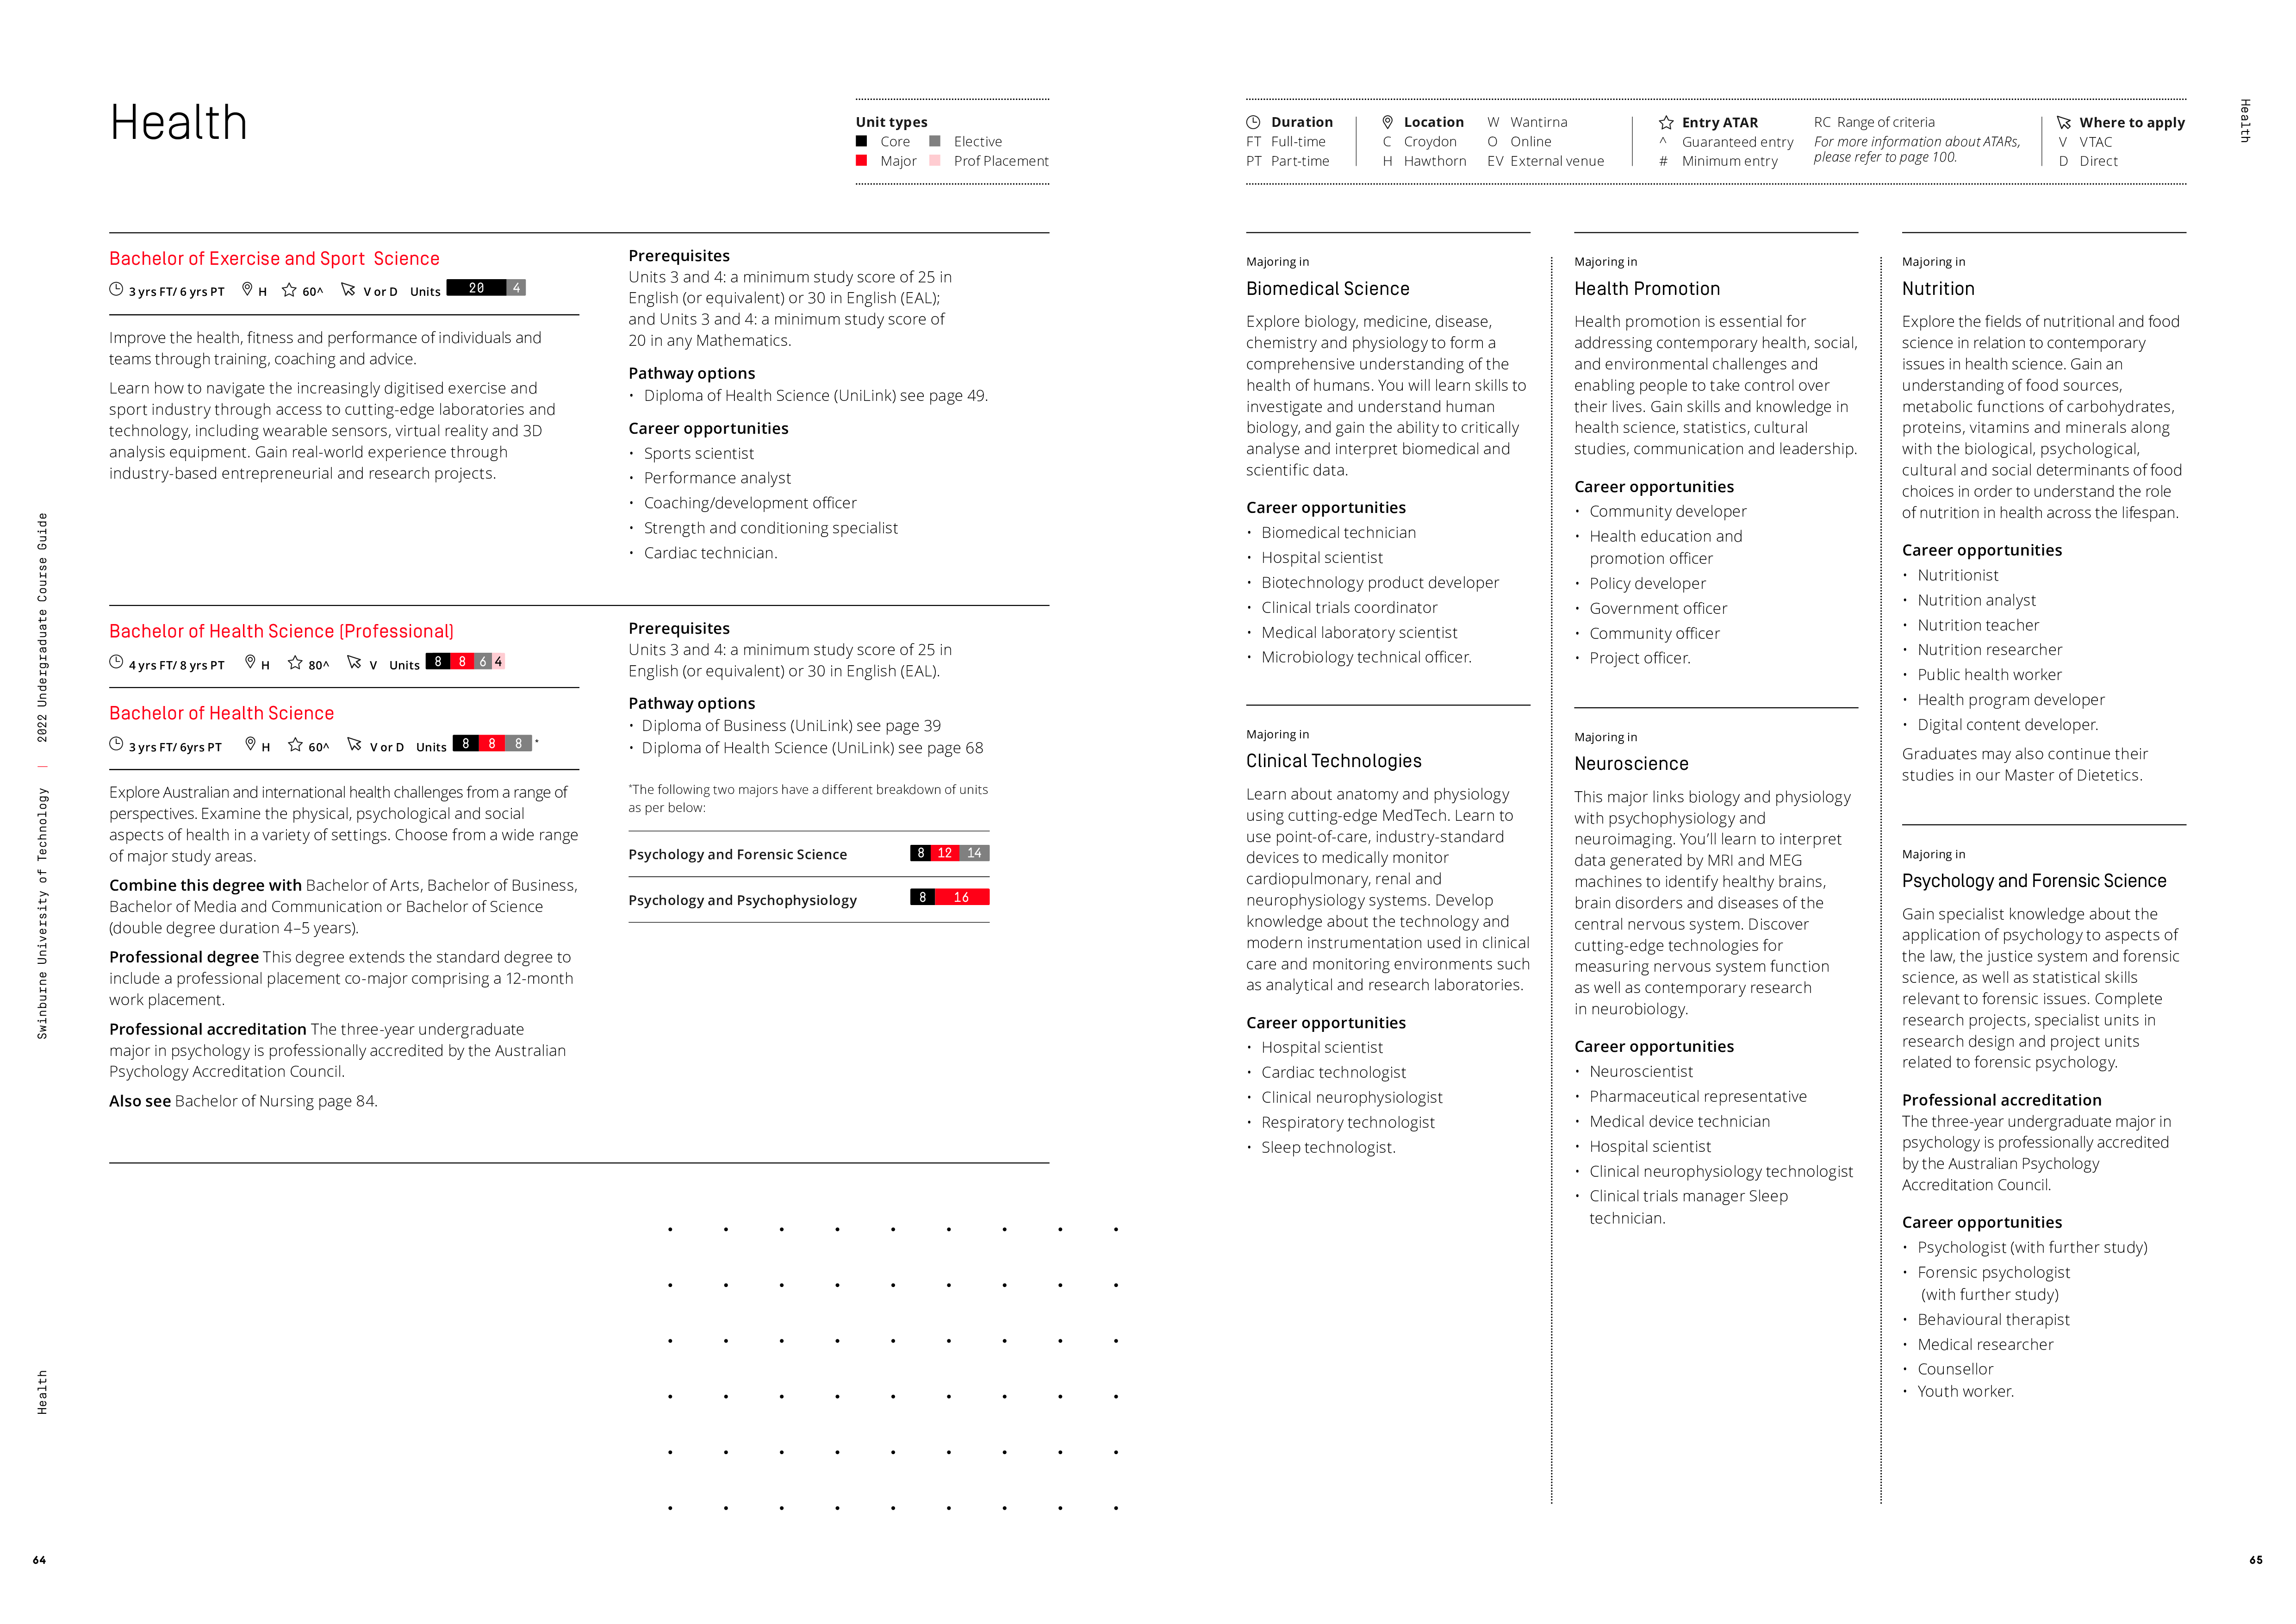 Health
Unit types
Core Elective
Major Prof Placement
Bachelor of Exercise and Sport Science
3 yrs FT/ 6 yrs PT H 60^ V or D Units 20 4
Improve the health, fitness and performance of individuals and
teams through training, coaching and advice.
Learn how to navigate the increasingly digitised exercise and
sport industry through access to cutting-edge laboratories and
technology, including wearable sensors, virtual reality and 3D
analysis equipment. Gain real-world experience through
industry-based entrepreneurial and research projects.
Prerequisites
Units 3 and 4: a minimum study score of 25 in
English (or equivalent) or 30 in English (EAL);
and Units 3 and 4: a minimum study score of
20 in any Mathematics.
Pathway options
• Diploma of Health Science (UniLink) see page 49.
Career opportunities
• Sports scientist
• Performance analyst
• Coaching/development officer
• Strength and conditioning specialist
• Cardiac technician.
Bachelor of Health Science (Professional)
4 yrs FT/ 8 yrs PT H 80^ V Units 8 8 6 4
Bachelor of Health Science
3 yrs FT/ 6yrs PT H 60^ V or D Units 8 8 8 *
Explore Australian and international health challenges from a range of
perspectives. Examine the physical, psychological and social
aspects of health in a variety of settings. Choose from a wide range
of major study areas.
Combine this degree with Bachelor of Arts, Bachelor of Business,
Bachelor of Media and Communication or Bachelor of Science
(double degree duration 4–5 years).
Professional degree This degree extends the standard degree to
include a professional placement co-major comprising a 12-month
work placement.
Professional accreditation The three-year undergraduate
major in psychology is professionally accredited by the Australian
Psychology Accreditation Council.
Also see Bachelor of Nursing page 84.
Prerequisites
Units 3 and 4: a minimum study score of 25 in
English (or equivalent) or 30 in English (EAL).
Pathway options
• Diploma of Business (UniLink) see page 39
• Diploma of Health Science (UniLink) see page 68
*The following two majors have a different breakdown of units
as per below:
Psychology and Forensic Science 8 12 14
Psychology and Psychophysiology 8 16
Swinburne University of Technology | 2022 Undergraduate Course Guide
Health
64
Duration
FT Full-time
PT Part-time
Location
C Croydon
H Hawthorn
W Wantirna
O Online
EV External venue
Entry ATAR
^ Guaranteed entry
# Minimum entry
RC Range of criteria
For more information about ATARs,
please refer to page 100.
Where to apply
V VTAC
D Direct
Health
Majoring in
Biomedical Science
Explore biology, medicine, disease,
chemistry and physiology to form a
comprehensive understanding of the
health of humans. You will learn skills to
investigate and understand human
biology, and gain the ability to critically
analyse and interpret biomedical and
scientific data.
Career opportunities
• Biomedical technician
• Hospital scientist
• Biotechnology product developer
• Clinical trials coordinator
• Medical laboratory scientist
• Microbiology technical officer.
Majoring in
Clinical Technologies
Learn about anatomy and physiology
using cutting-edge MedTech. Learn to
use point-of-care, industry-standard
devices to medically monitor
cardiopulmonary, renal and
neurophysiology systems. Develop
knowledge about the technology and
modern instrumentation used in clinical
care and monitoring environments such
as analytical and research laboratories.
Career opportunities
• Hospital scientist
• Cardiac technologist
• Clinical neurophysiologist
• Respiratory technologist
• Sleep technologist.
Majoring in
Health Promotion
Health promotion is essential for
addressing contemporary health, social,
and environmental challenges and
enabling people to take control over
their lives. Gain skills and knowledge in
health science, statistics, cultural
studies, communication and leadership.
Career opportunities
• Community developer
• Health education and
promotion officer
• Policy developer
• Government officer
• Community officer
• Project officer.
Majoring in
Neuroscience
This major links biology and physiology
with psychophysiology and
neuroimaging. You’ll learn to interpret
data generated by MRI and MEG
machines to identify healthy brains,
brain disorders and diseases of the
central nervous system. Discover
cutting-edge technologies for
measuring nervous system function
as well as contemporary research
in neurobiology.
Career opportunities
• Neuroscientist
• Pharmaceutical representative
• Medical device technician
• Hospital scientist
• Clinical neurophysiology technologist
• Clinical trials manager Sleep
technician.
Majoring in
Nutrition
Explore the fields of nutritional and food
science in relation to contemporary
issues in health science. Gain an
understanding of food sources,
metabolic functions of carbohydrates,
proteins, vitamins and minerals along
with the biological, psychological,
cultural and social determinants of food
choices in order to understand the role
of nutrition in health across the lifespan.
Career opportunities
• Nutritionist
• Nutrition analyst
• Nutrition teacher
• Nutrition researcher
• Public health worker
• Health program developer
• Digital content developer.
Graduates may also continue their
studies in our Master of Dietetics.
Majoring in
Psychology and Forensic Science
Gain specialist knowledge about the
application of psychology to aspects of
the law, the justice system and forensic
science, as well as statistical skills
relevant to forensic issues. Complete
research projects, specialist units in
research design and project units
related to forensic psychology.
Professional accreditation
The three-year undergraduate major in
psychology is professionally accredited
by the Australian Psychology
Accreditation Council.
Career opportunities
• Psychologist (with further study)
• Forensic psychologist
(with further study)
• Behavioural therapist
• Medical researcher
• Counsellor
• Youth worker.
65